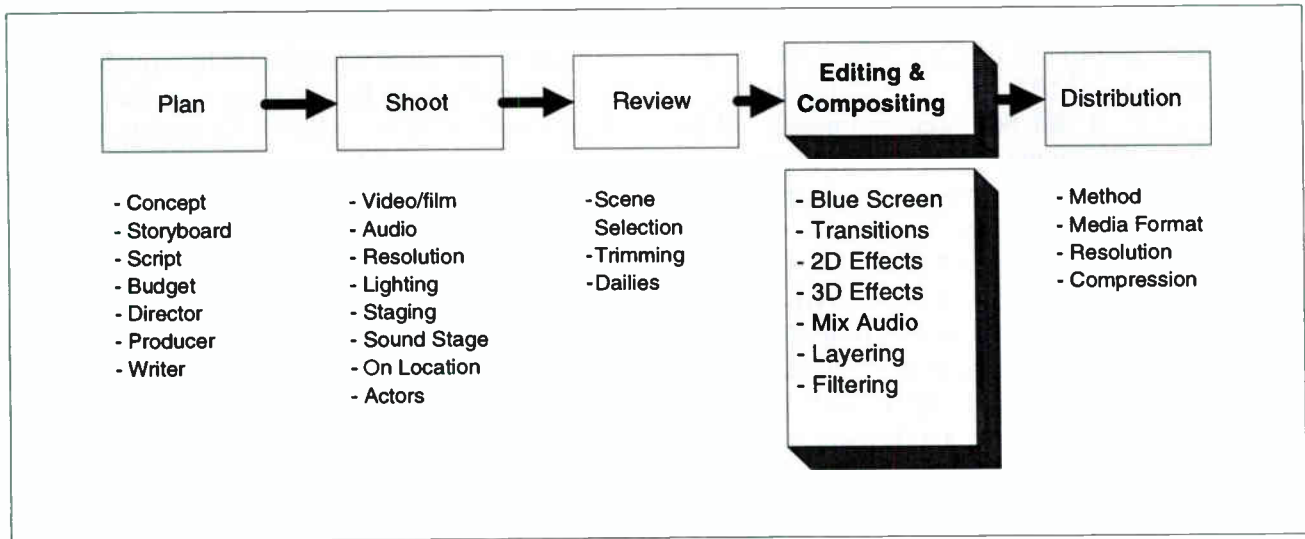 Plan
Shoot
Review
Editing &
Compositing
Distribution
- Concept
- Storyboard
- Script
- Budget
- Director
- Producer
- Writer
- Video/film
- Audio
- Resolution
- Lighting
- Staging
- Sound Stage
- On Location
- Actors
-Scene
Selection
-Trimming
-Dailies
- Blue Screen
- Transitions
- 2D Effects
- 3D Effects
- Mix Audio
- Layering
- Filtering
- Method
- Media Format
- Resolution
- Compression